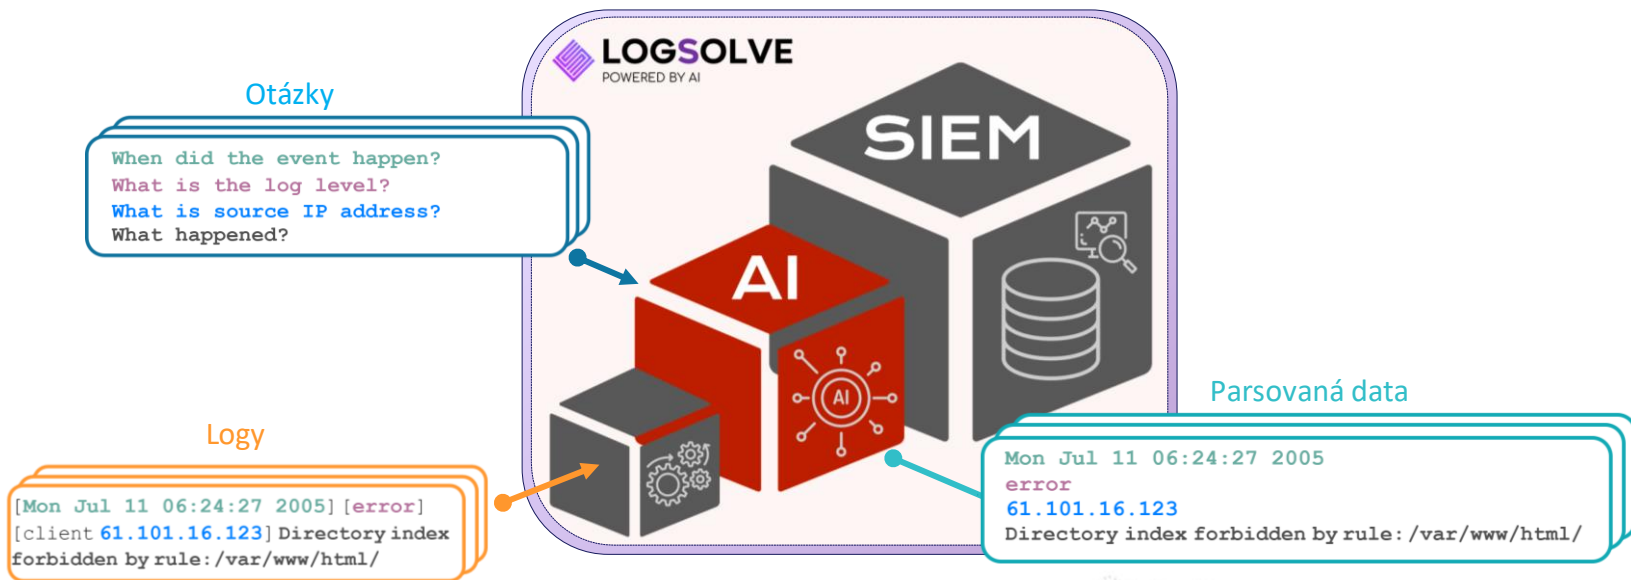 LOGSOLVE
POWERED BY AI
Otázky
When did the event happen?
What is the log level?
What is source IP address?
What happened?
SIEM
AI
AI
Logy
[Mon Jul 11 06:24:27 2005] [error]
[client 61.101.16.123] Directory index
forbidden by rule: /var/www/html/
Parsovaná data
Mon Jul 11 06:24:27 2005
error
61.101.16.123
Directory index forbidden by rule: /var/www/html/